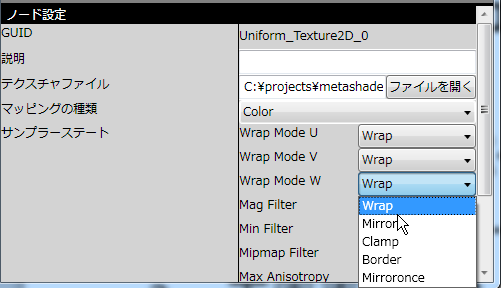 ノード設定
GUID
Uniform_Texture2D_0
説明
テクスチャファイル
C:¥projects¥metashade
ファイルを開く
マッピングの種類
Color
サンプラーステート
Wrap Mode U
Wrap
Wrap Mode V
Wrap
Wrap Mode W
Wrap
Mag Filter
Wrap
Min Filter
Mirror
Clamp
Mipmap Filter
Border
Max Anisotropy
Mirroronce